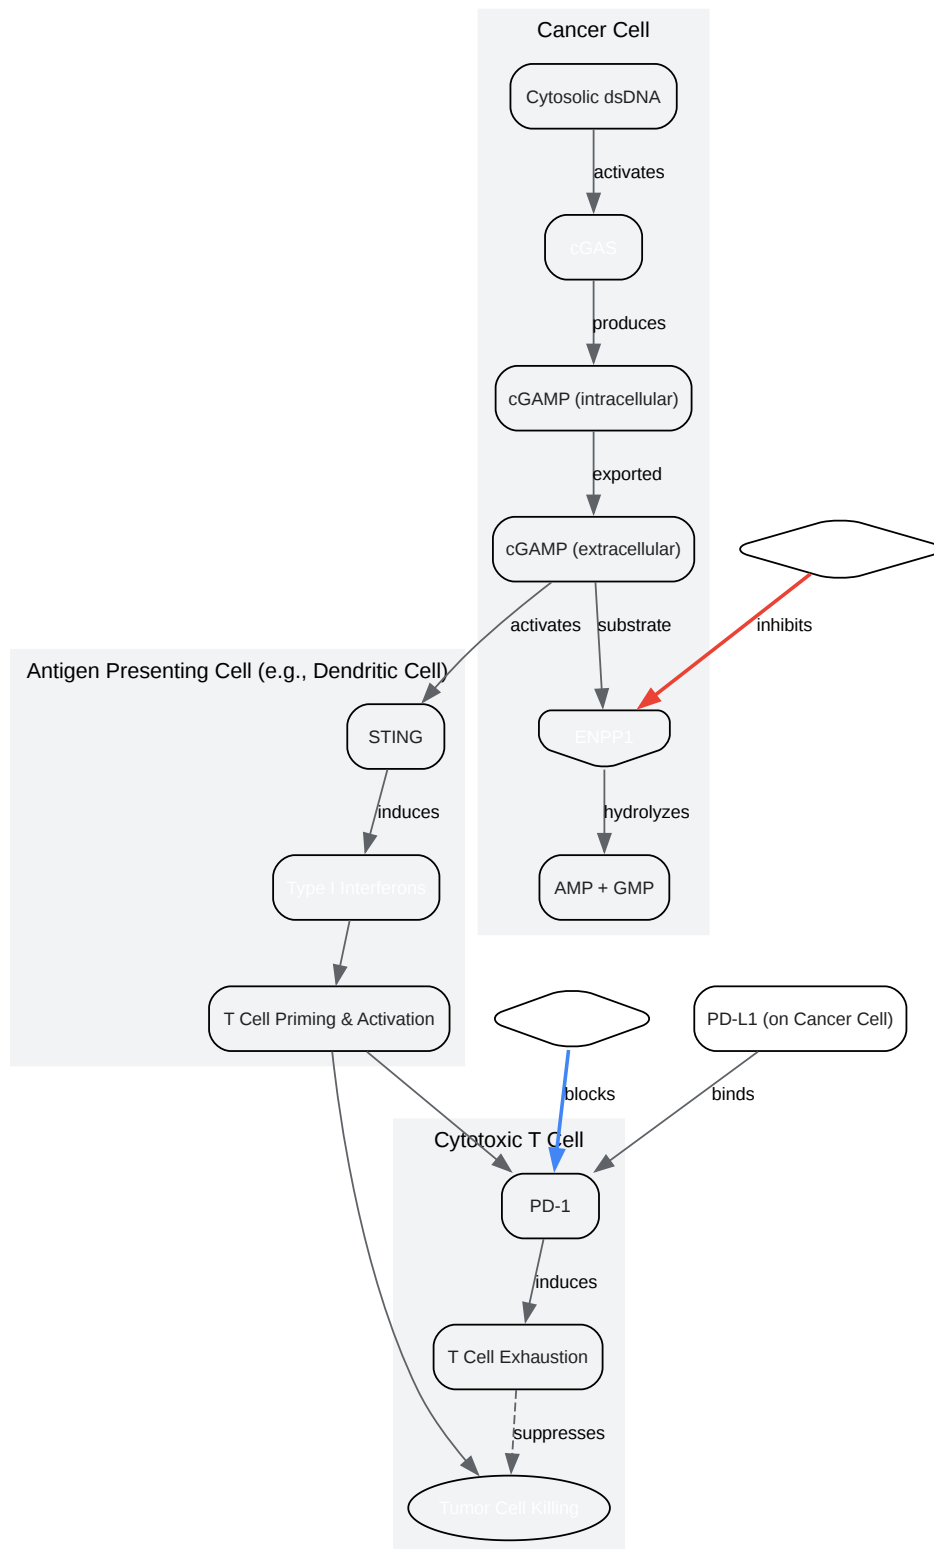 Cancer Cell
Cytosolic dsDNA
activates
cGAS
produces
cGAMP (intracellular)
exported
cGAMP (extracellular)
activates
substrate
inhibits
Antigen Presenting Cell (e.g., Dendritic Cell)
STING
ENPP1
induces
hydrolyzes
Type I Interferons
AMP + GMP
T Cell Priming & Activation
PD-L1 (on Cancer Cell)
blocks
binds
Cytotoxic T Cell
PD-1
induces
T Cell Exhaustion
suppresses
Tumor Cell Killing